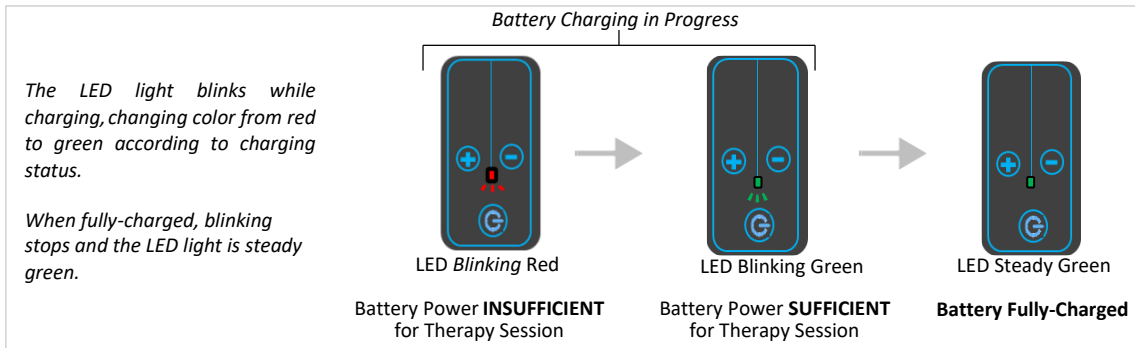 Battery Charging in Progress
The LED light blinks while
charging, changing color from red
to green according to charging
status.
When fully-charged, blinking
stops and the LED light is steady
green.
LED Blinking Red
LED Blinking Green
LED Steady Green
Battery Power INSUFFICIENT
for Therapy Session
Battery Power SUFFICIENT
for Therapy Session
Battery Fully-Charged